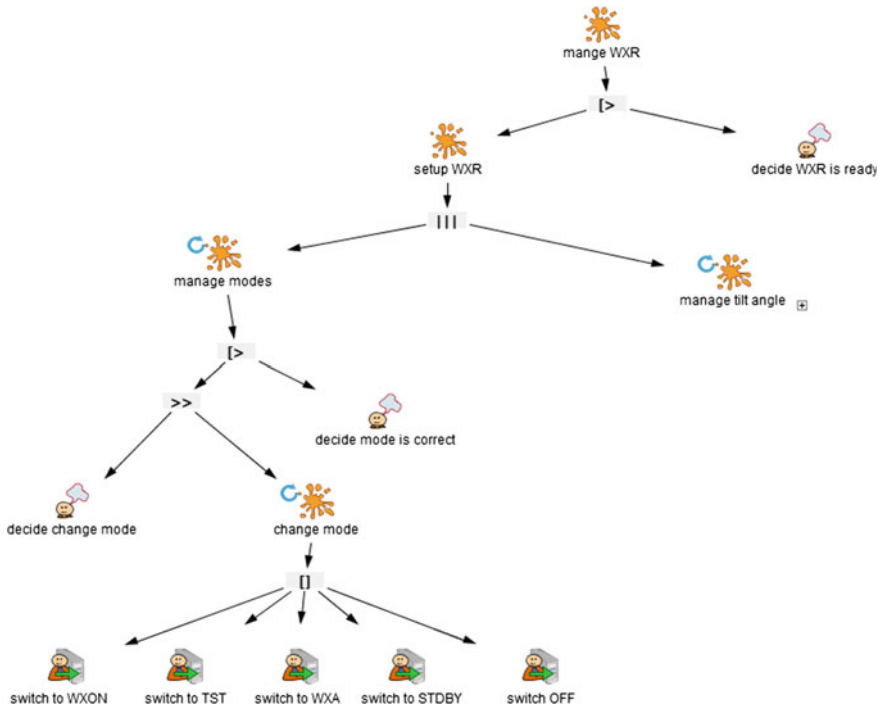 mange WXR
[>
setup WXR
decide WXR is ready
|||
manage modes
manage tilt angle
[>
>>
decide mode is correct
decide change mode
change mode
[]
switch to WXON
switch to TST
switch to WXA
switch to STDBY
switch OFF